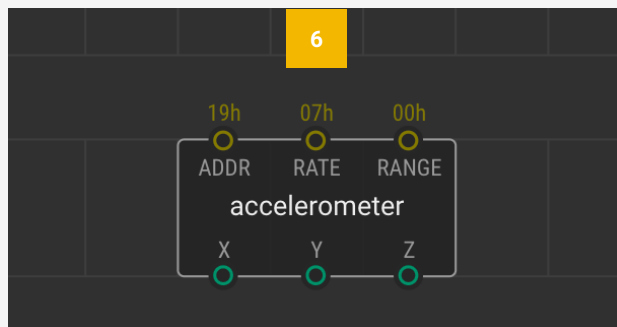 6
19h 07h 00h
ADDR RATE RANGE
accelerometer
X Y Z